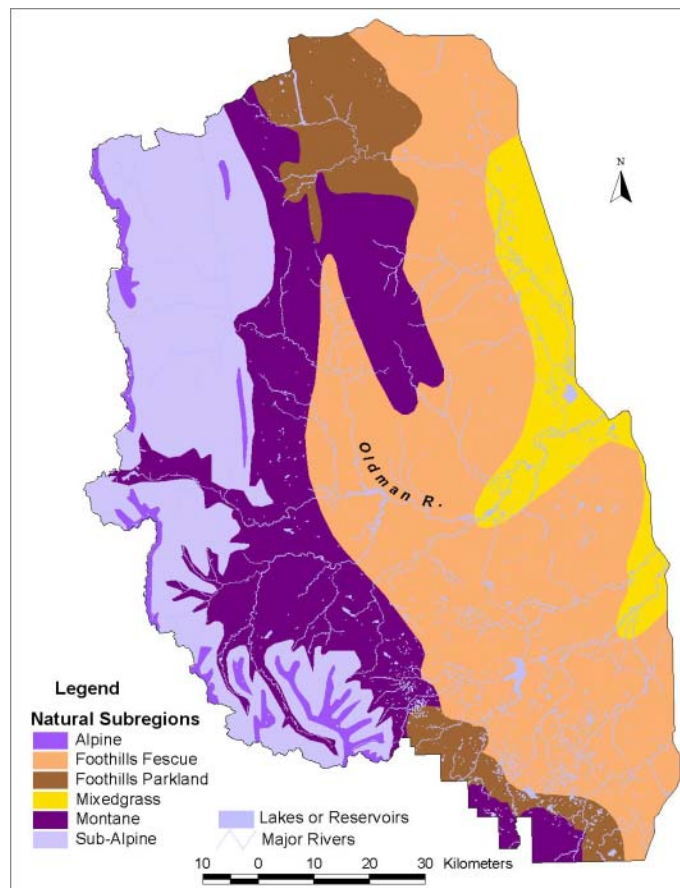 N
Oldman R.
Legend
Natural Subregions
Alpine
Foothills Fescue
Foothills Parkland
Mixedgrass
Montane
Sub-Alpine
Lakes or Reservoirs
Major Rivers
10 0 10 20 30 Kilometers